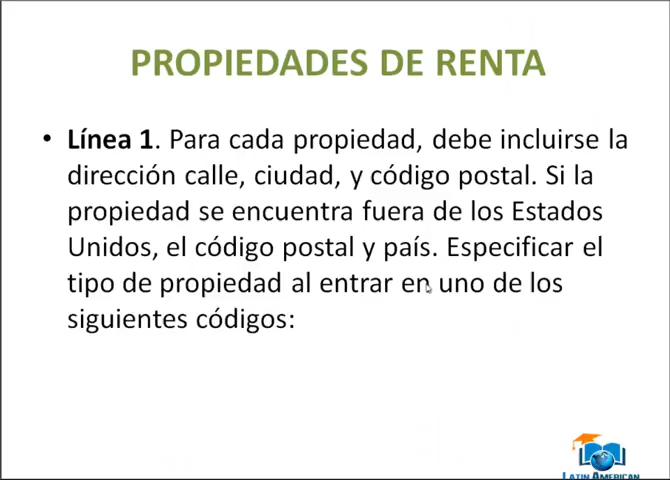 PROPIEDADES DE RENTA
• Línea 1. Para cada propiedad, debe incluirse la
dirección calle, ciudad, y código postal. Si la
propiedad se encuentra fuera de los Estados
Unidos, el código postal y país. Especificar el
tipo de propiedad al entrar en uno de los
siguientes códigos:
LATIN AMERICAN